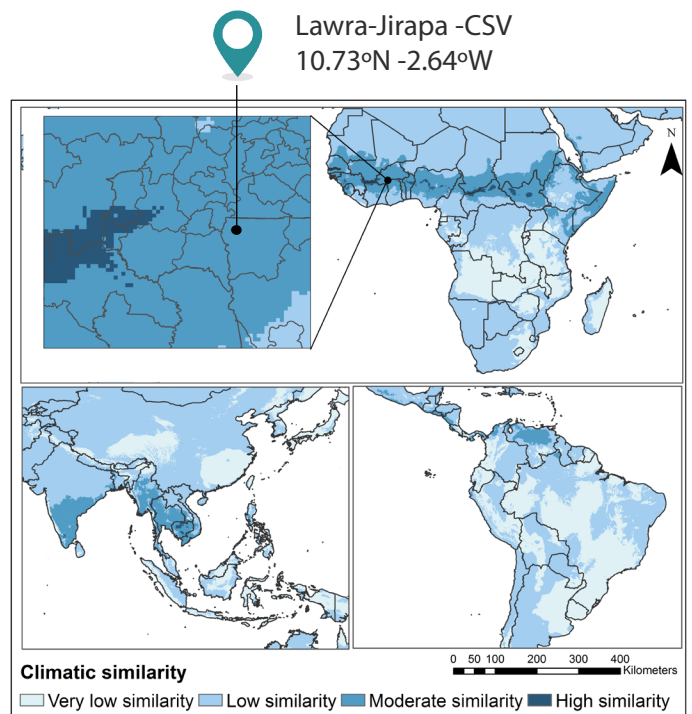 Lawra-Jirapa -CSV
10.73ºN -2.64ºW
N
Climatic similarity
0 50 100 200 300 400
Kilometers
Very low similarity Low similarity Moderate similarity High similarity